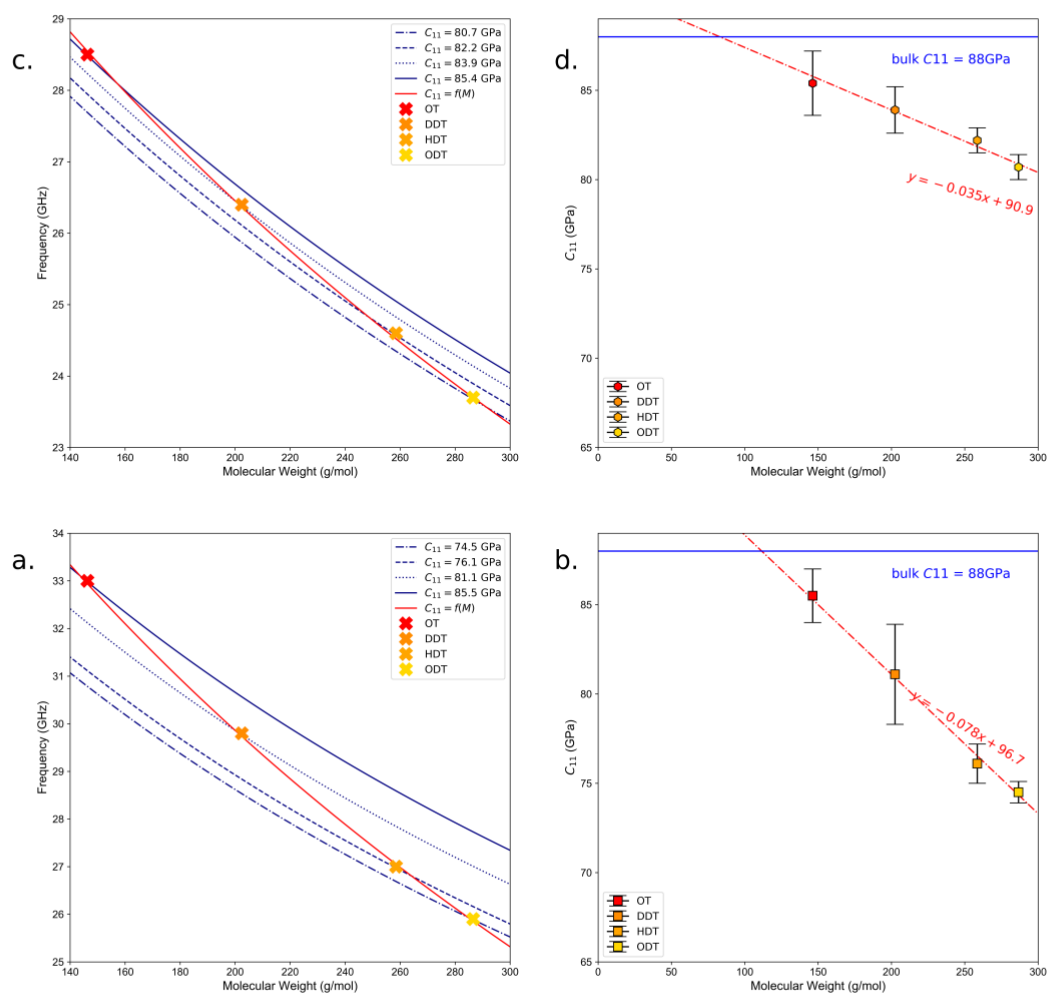 c.
29
28
27
26
25
24
23
140 160 180 200 220 240 260 280 300
Frequency (GHz)
Molecular Weight (g/mol)
C₁₁ = 80.7 GPa
C₁₁ = 82.2 GPa
C₁₁ = 83.9 GPa
C₁₁ = 85.4 GPa
C₁₁ = f(M)
OT
DDT
HDT
ODT
d.
85
80
75
70
65
0 50 100 150 200 250 300
C₁₁ (GPa)
Molecular Weight (g/mol)
bulk C11 = 88GPa
y = −0.035x + 90.9
OT
DDT
HDT
ODT
a.
34
33
32
31
30
29
28
27
26
25
140 160 180 200 220 240 260 280 300
Frequency (GHz)
Molecular Weight (g/mol)
C₁₁ = 74.5 GPa
C₁₁ = 76.1 GPa
C₁₁ = 81.1 GPa
C₁₁ = 85.5 GPa
C₁₁ = f(M)
OT
DDT
HDT
ODT
b.
85
80
75
70
65
0 50 100 150 200 250 300
C₁₁ (GPa)
Molecular Weight (g/mol)
bulk C11 = 88GPa
y = −0.078x + 96.7
OT
DDT
HDT
ODT